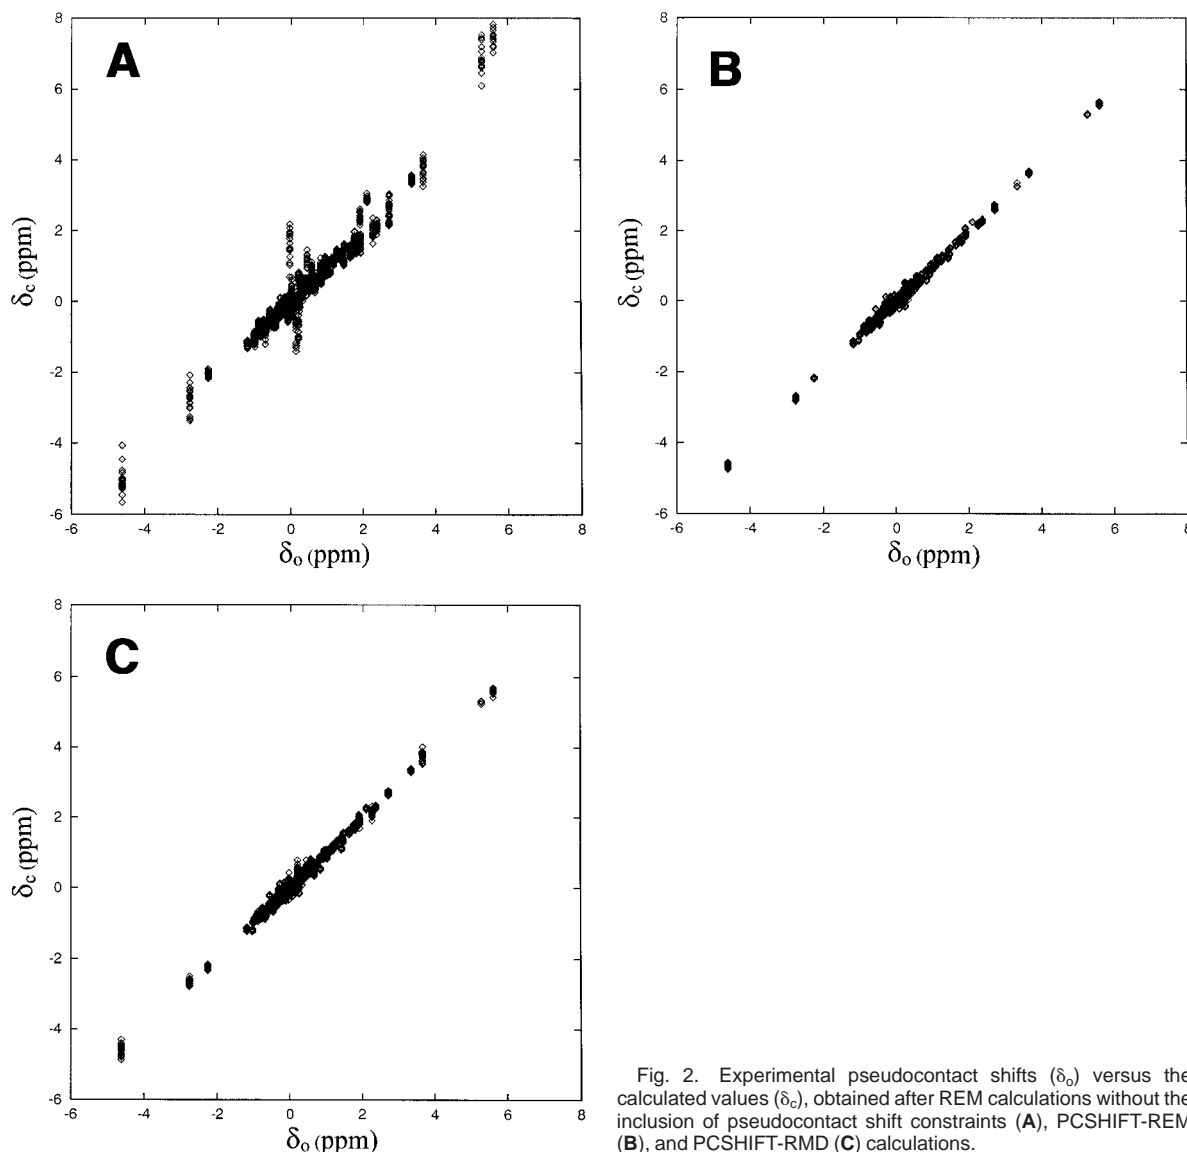 A
8
6
4
2
0
-2
-4
-6
δc (ppm)
-6 -4 -2 0 2 4 6 8
δo (ppm)
B
8
6
4
2
0
-2
-4
-6
δc (ppm)
-6 -4 -2 0 2 4 6 8
δo (ppm)
C
8
6
4
2
0
-2
-4
-6
δc (ppm)
-6 -4 -2 0 2 4 6 8
δo (ppm)
Fig. 2. Experimental pseudocontact shifts (δo) versus the
calculated values (δc), obtained after REM calculations without the
inclusion of pseudocontact shift constraints (A), PCSHIFT-REM
(B), and PCSHIFT-RMD (C) calculations.